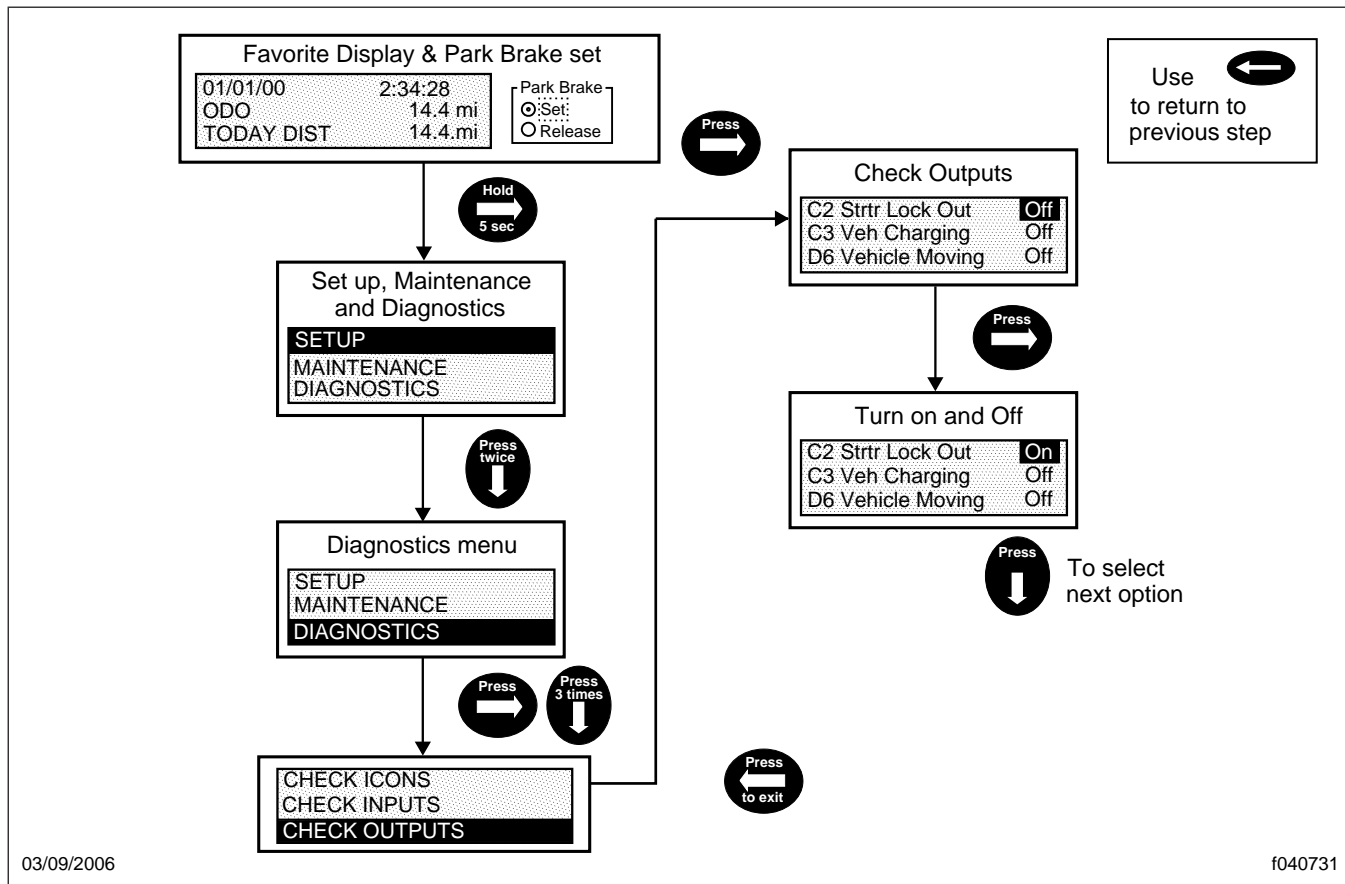 Favorite Display & Park Brake set
01/01/00 2:34:28
ODO 14.4 mi
TODAY DIST 14.4.mi
Park Brake
Set
Release
Hold
5 sec
Set up, Maintenance
and Diagnostics
SETUP
MAINTENANCE
DIAGNOSTICS
Press
twice
Diagnostics menu
SETUP
MAINTENANCE
DIAGNOSTICS
Press
Press
3 times
CHECK ICONS
CHECK INPUTS
CHECK OUTPUTS
Press
Check Outputs
C2 Strtr Lock Out Off
C3 Veh Charging Off
D6 Vehicle Moving Off
Press
Turn on and Off
C2 Strtr Lock Out On
C3 Veh Charging Off
D6 Vehicle Moving Off
Press
To select
next option
Press
to exit
Use
to return to
previous step
03/09/2006
f040731